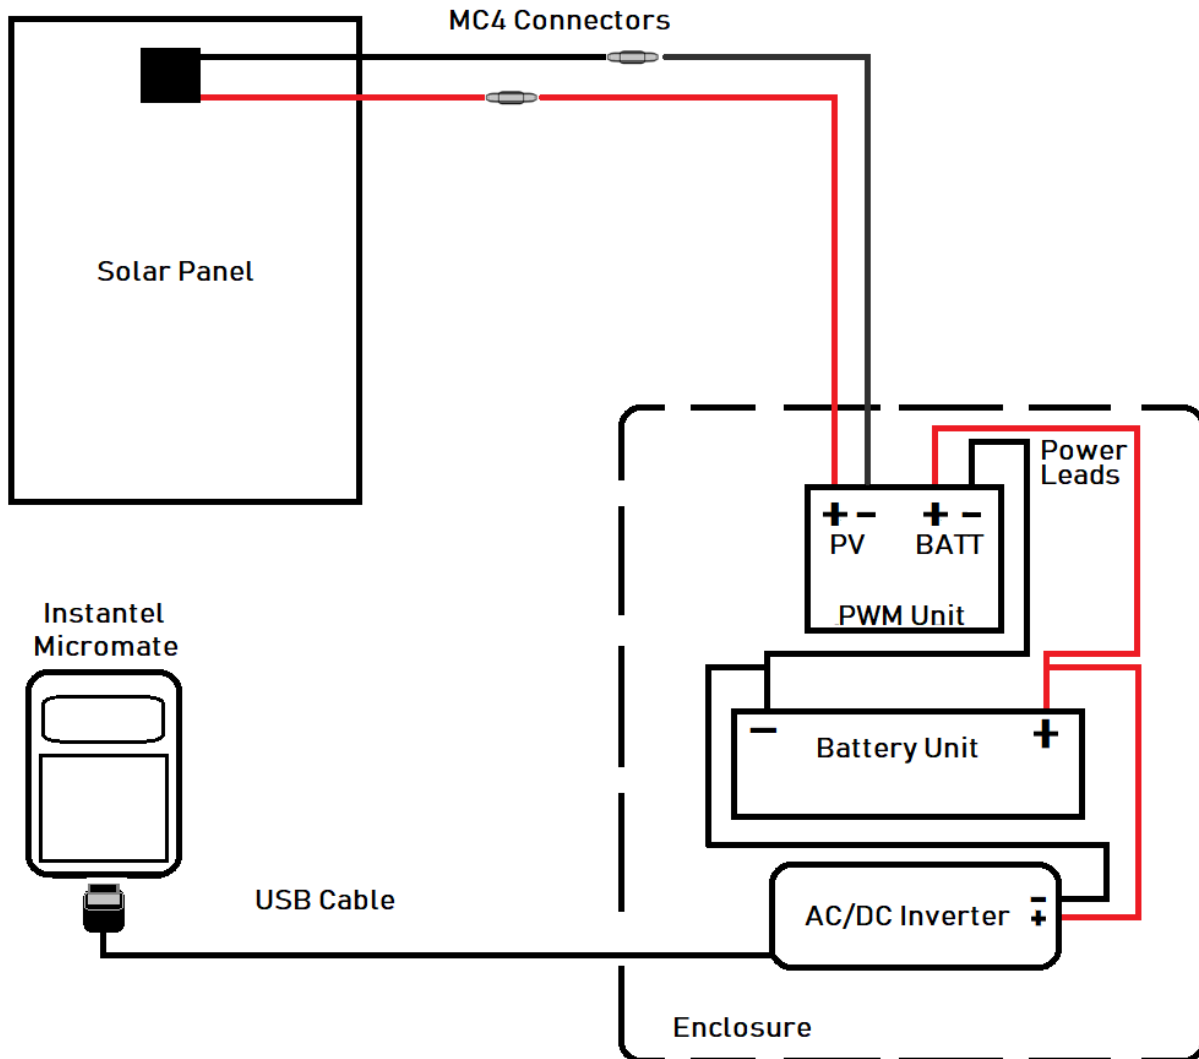 MC4 Connectors
Solar Panel
Power
Leads
+ − + −
PV BATT
PWM Unit
Instantel
Micromate
− +
Battery Unit
USB Cable
AC/DC Inverter
−
+
Enclosure